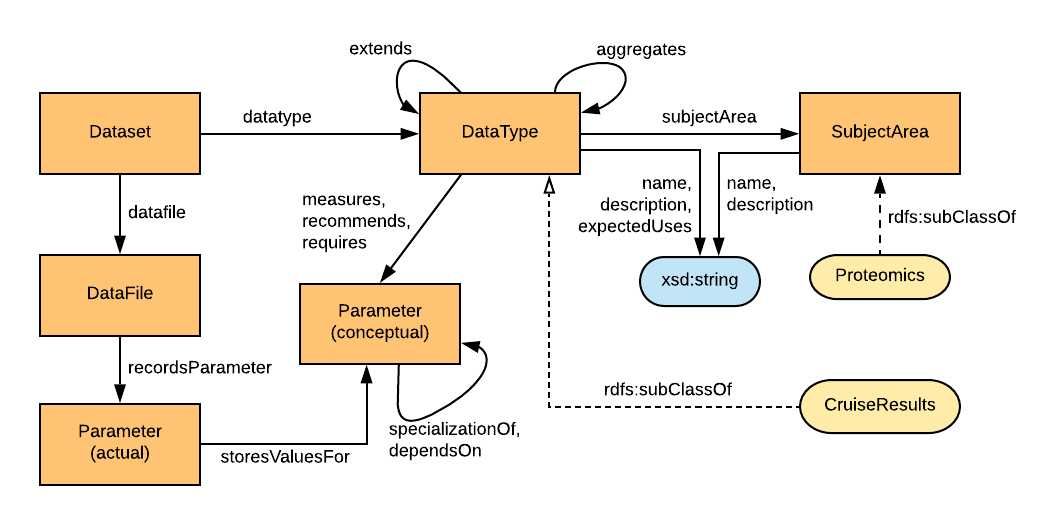 extends
aggregates
Dataset
datatype
DataType
subjectArea
SubjectArea
measures,
recommends,
requires
name,
description,
expectedUses
name,
description
datafile
rdfs:subClassOf
DataFile
xsd:string
Proteomics
Parameter
(conceptual)
recordsParameter
rdfs:subClassOf
CruiseResults
Parameter
(actual)
storesValuesFor
specializationOf,
dependsOn